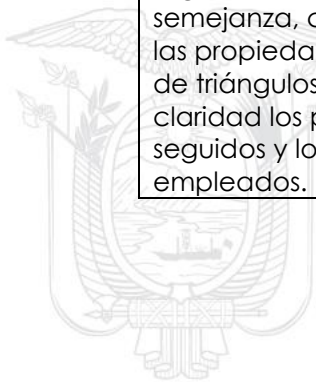 semejanza,
las propieda
de triángulos
claridad los
seguidos y lo
empleados.